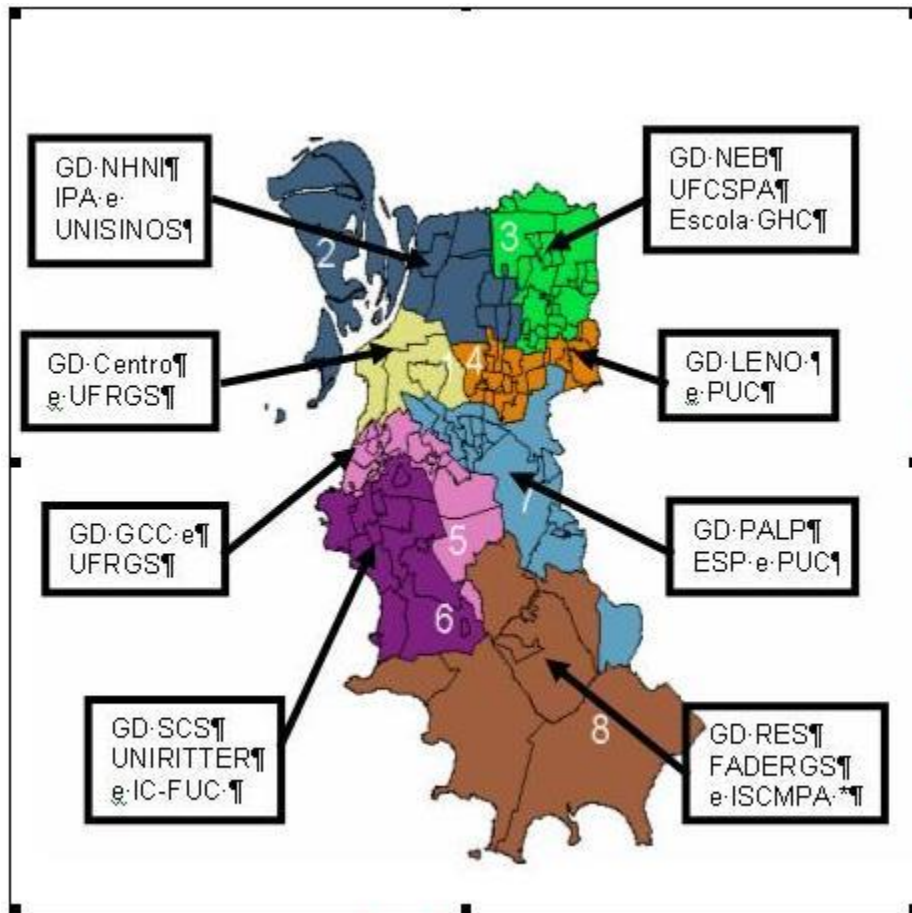 GD·NHNI¶
IPA·e·
UNISINOS¶
GD·NEB¶
UFCSPA¶
Escola·GHC¶
2
3
GD·Centro¶
e·UFRGS¶
1
4
GD·LENO·¶
e·PUC¶
GD·GCC·e¶
UFRGS¶
5
7
GD·PALP¶
ESP·e·PUC¶
6
GD·SCS¶
UNIRITTER¶
e·IC-FUC·¶
8
GD·RES¶
FADERGS¶
e·ISCMPA·*¶